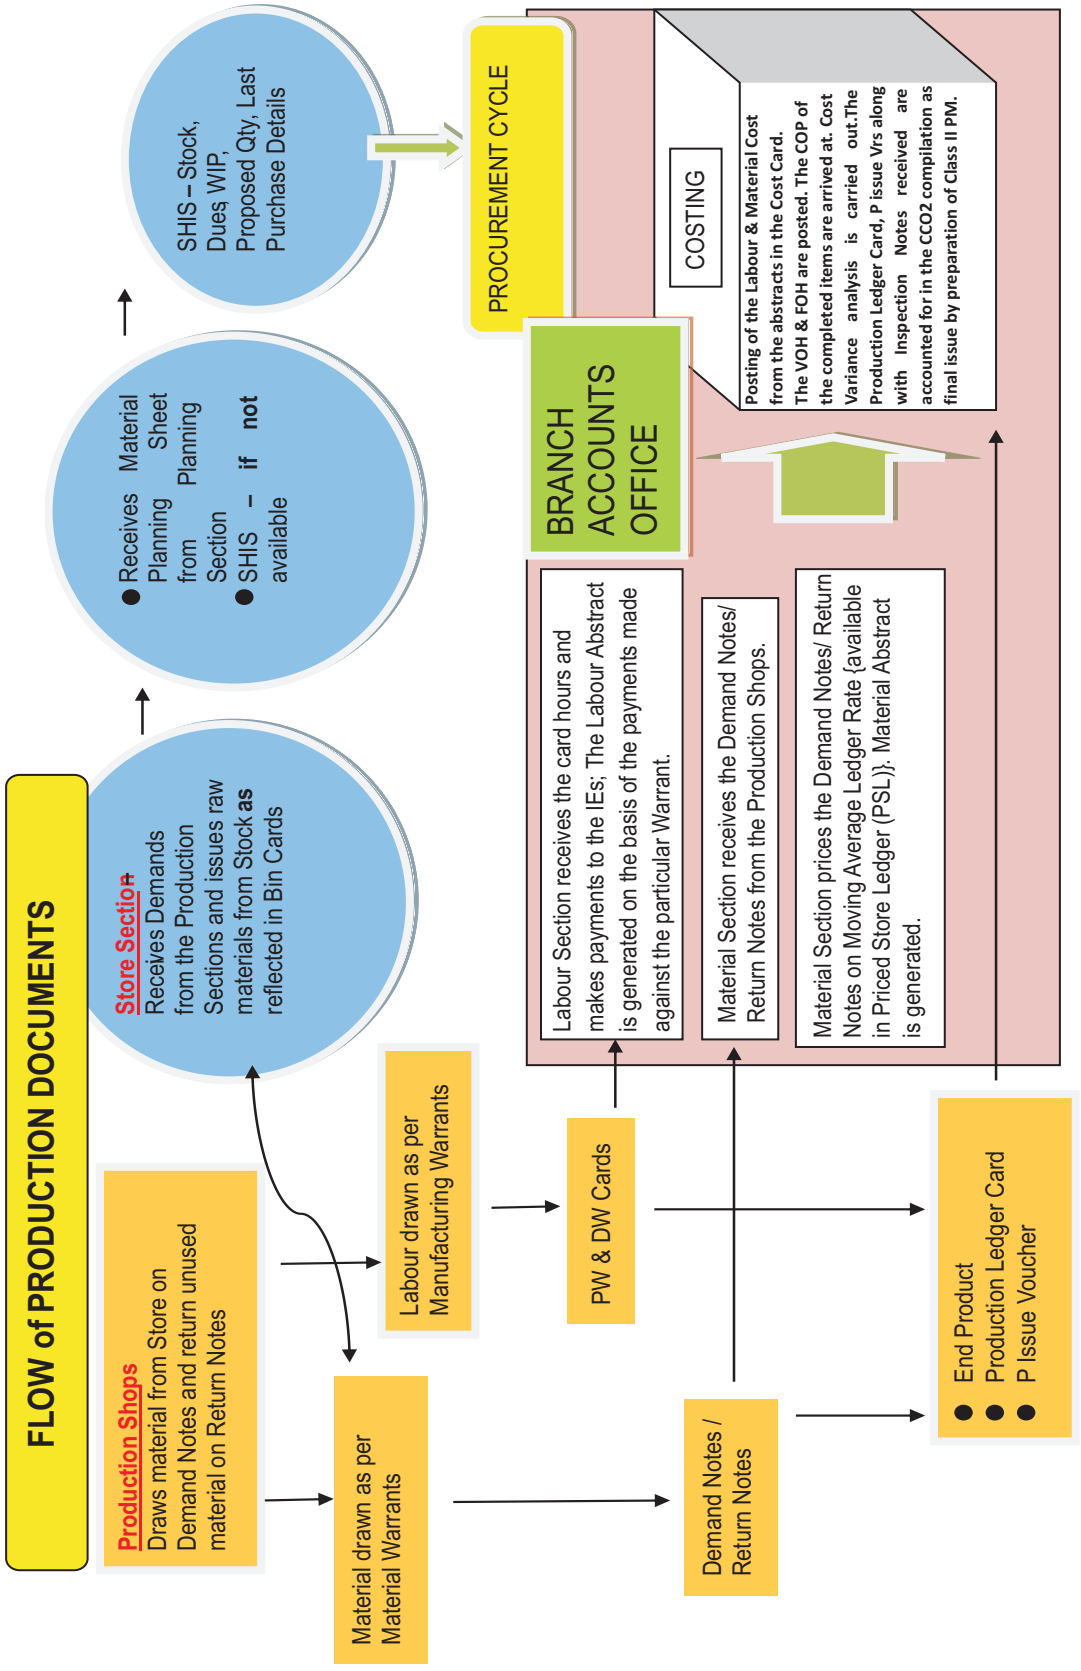 FLOW of PRODUCTION DOCUMENTS
Production Shops
Draws material from Store on
Demand Notes and return unused
material on Return Notes
Store Section–
Receives Demands
from the Production
Sections and issues raw
materials from Stock as
reflected in Bin Cards
● Receives Material
Planning Sheet
from Planning
Section
● SHIS – if not
available
SHIS – Stock,
Dues, WIP,
Proposed Qty, Last
Purchase Details
Material drawn as per
Material Warrants
Labour drawn as per
Manufacturing Warrants
PROCUREMENT CYCLE
PW & DW Cards
Demand Notes /
Return Notes
● End Product
● Production Ledger Card
● P Issue Voucher
BRANCH
ACCOUNTS
OFFICE
Labour Section receives the card hours and
makes payments to the IEs; The Labour Abstract
is generated on the basis of the payments made
against the particular Warrant.
Material Section receives the Demand Notes/
Return Notes from the Production Shops.
Material Section prices the Demand Notes/ Return
Notes on Moving Average Ledger Rate {available
in Priced Store Ledger (PSL)}. Material Abstract
is generated.
COSTING
Posting of the Labour & Material Cost
from the abstracts in the Cost Card.
The VOH & FOH are posted. The COP of
the completed items are arrived at. Cost
Variance analysis is carried out.The
Production Ledger Card, P issue Vrs along
with Inspection Notes received are
accounted for in the CCO2 compilation as
final issue by preparation of Class II PM.